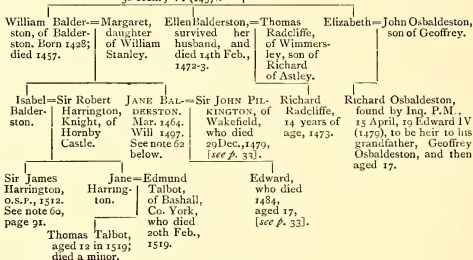 Henry VI (1457).
William Balder-
ston, of Balder-
ston. Born 1428;
died 1457.
=Margaret,
daughter
of William
Stanley.
Ellen Balderston,
survived her
husband, and
died 14th Feb.,
1472-3.
=Thomas
Radcliffe,
of Wimmers-
ley, son of
Richard
of Astley.
Elizabeth
=John Osbaldeston,
son of Geoffrey.
Isabel
Balder-
ston.
=Sir Robert
Harrington,
Knight, of
Hornby
Castle.
JANE BAL-
DERSTON.
Mar. 1464.
Will 1497.
See note 62
below.
=Sir JOHN PIL-
KINGTON, of
Wakefield,
who died
29 Dec., 1479,
[see p. 33].
Richard
Radcliffe,
14 years of
age, 1473.
Richard Osbaldeston,
found by Inq. P.M.,
15 April, 19 Edward IV
(1479), to be heir to his
grandfather, Geoffrey
Osbaldeston, and then
aged 17.
Sir James
Harrington,
O.S.P., 1512.
See note 60,
page 91.
Jane
Harring-
ton.
=Edmund
Talbot,
of Bashall,
Co. York,
who died
20th Feb.,
1519.
Edward,
who died
1484,
aged 17,
[see p. 33].
Thomas Talbot,
aged 12 in 1519;
died a minor.